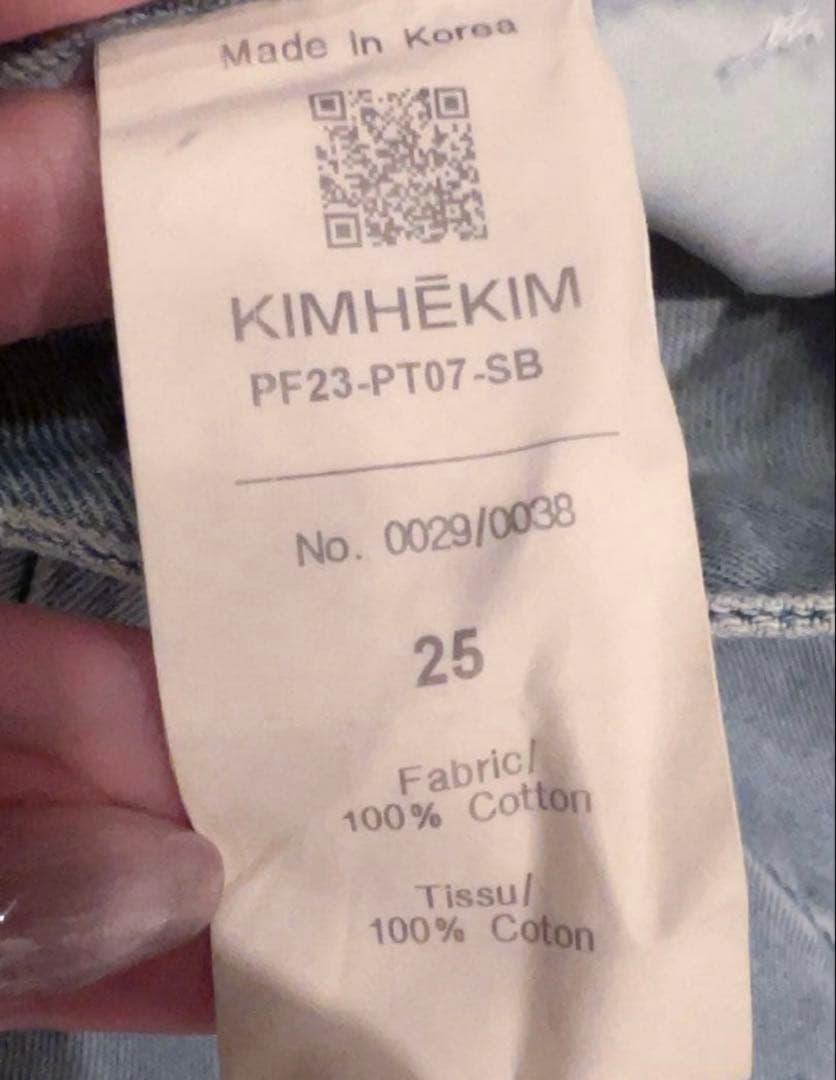 Made In Korea
KIMHĒKIM
PF23-PT07-SB
No. 0029/0038
25
Fabric/
100% Cotton
Tissu/
100% Coton